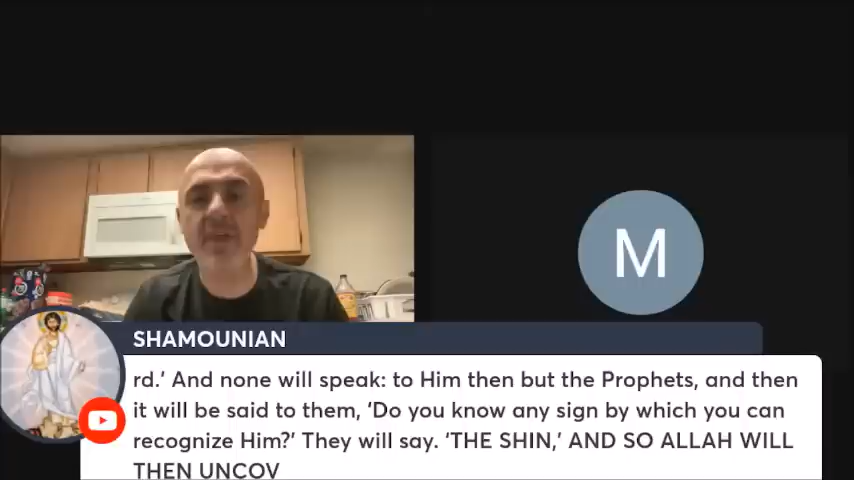 M
SHAMOUNIAN
rd.’ And none will speak: to Him then but the Prophets, and then
it will be said to them, ‘Do you know any sign by which you can
recognize Him?’ They will say. ‘THE SHIN,’ AND SO ALLAH WILL
THEN UNCOV